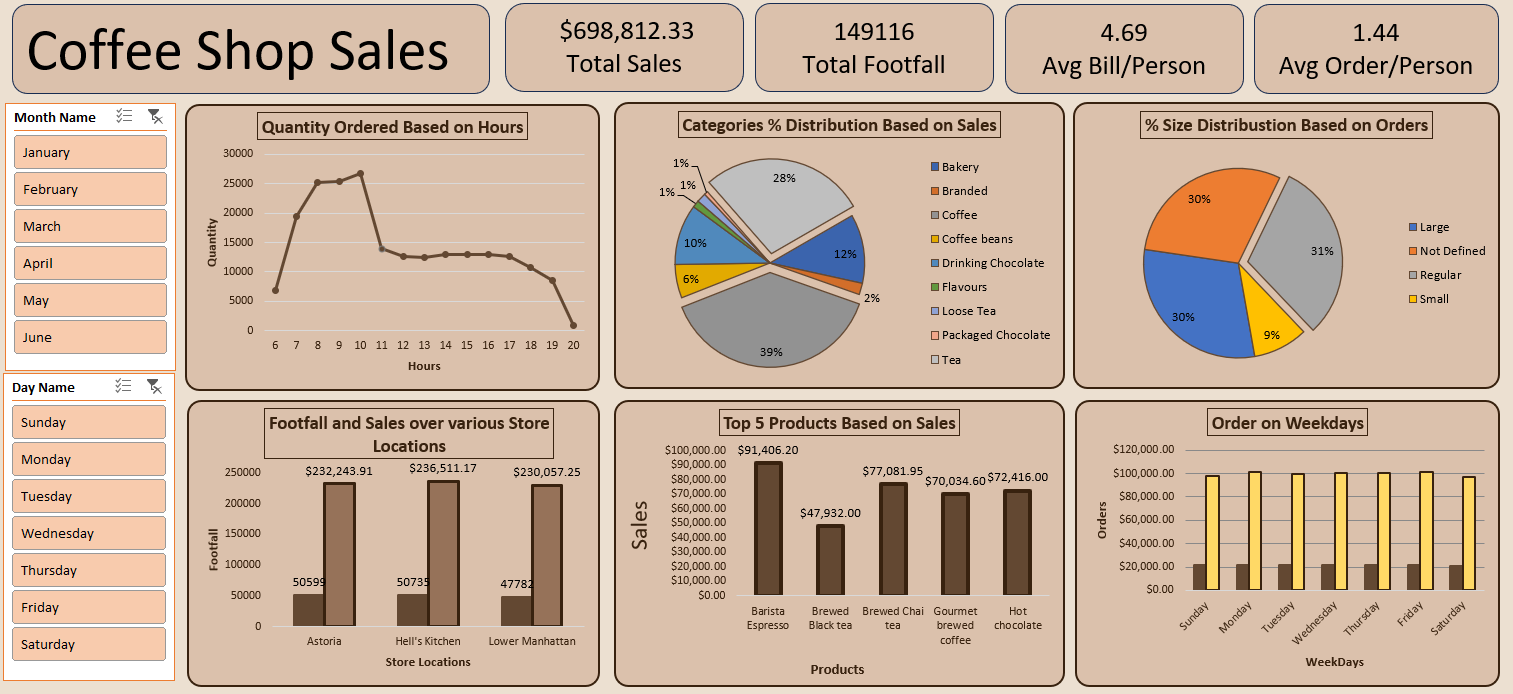 Coffee Shop Sales
$698,812.33
Total Sales
149116
Total Footfall
4.69
Avg Bill/Person
1.44
Avg Order/Person
Month Name
January
February
March
April
May
June
Day Name
Sunday
Monday
Tuesday
Wednesday
Thursday
Friday
Saturday
Quantity Ordered Based on Hours
Quantity
30000
25000
20000
15000
10000
5000
0
6 7 8 9 10 11 12 13 14 15 16 17 18 19 20
Hours
Categories % Distribution Based on Sales
28%
12%
2%
39%
6%
10%
1%
1%
1%
Bakery
Branded
Coffee
Coffee beans
Drinking Chocolate
Flavours
Loose Tea
Packaged Chocolate
Tea
% Size Distribustion Based on Orders
30%
31%
9%
30%
Large
Not Defined
Regular
Small
Footfall and Sales over various Store
Locations
Footfall
250000
200000
150000
100000
50000
0
$232,243.91
$236,511.17
$230,057.25
50599
50735
47782
Astoria
Hell's Kitchen
Lower Manhattan
Store Locations
Top 5 Products Based on Sales
Sales
$100,000.00
$90,000.00
$80,000.00
$70,000.00
$60,000.00
$50,000.00
$40,000.00
$30,000.00
$20,000.00
$10,000.00
$0.00
$91,406.20
$47,932.00
$77,081.95
$70,034.60
$72,416.00
Barista
Espresso
Brewed
Black tea
Brewed Chai
tea
Gourmet
brewed
coffee
Hot
chocolate
Products
Order on Weekdays
Orders
$120,000.00
$100,000.00
$80,000.00
$60,000.00
$40,000.00
$20,000.00
$0.00
Sunday
Monday
Tuesday
Wednesday
Thursday
Friday
Saturday
WeekDays